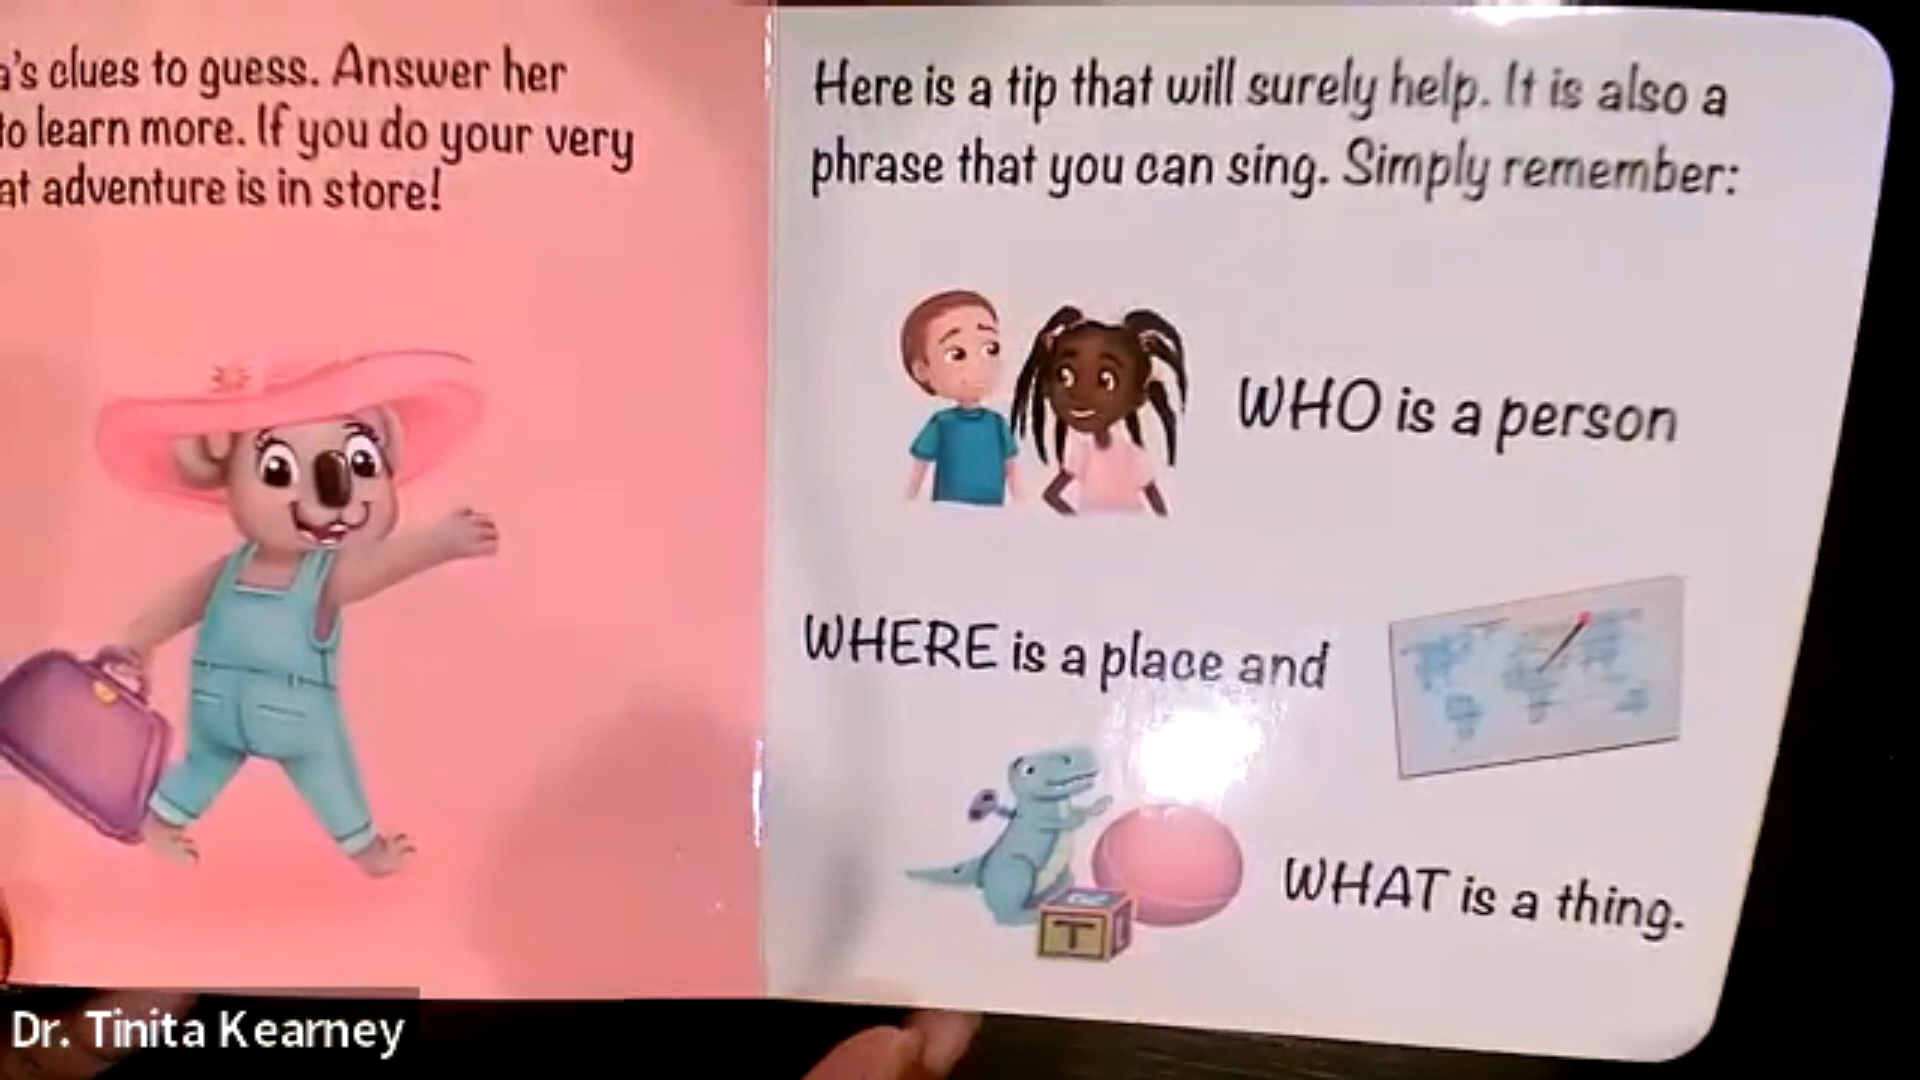 a's clues to guess. Answer her
to learn more. If you do your very
at adventure is in store!
Here is a tip that will surely help. It is also a
phrase that you can sing. Simply remember:
WHO is a person
WHERE is a place and
WHAT is a thing.
T
Dr. Tinita Kearney